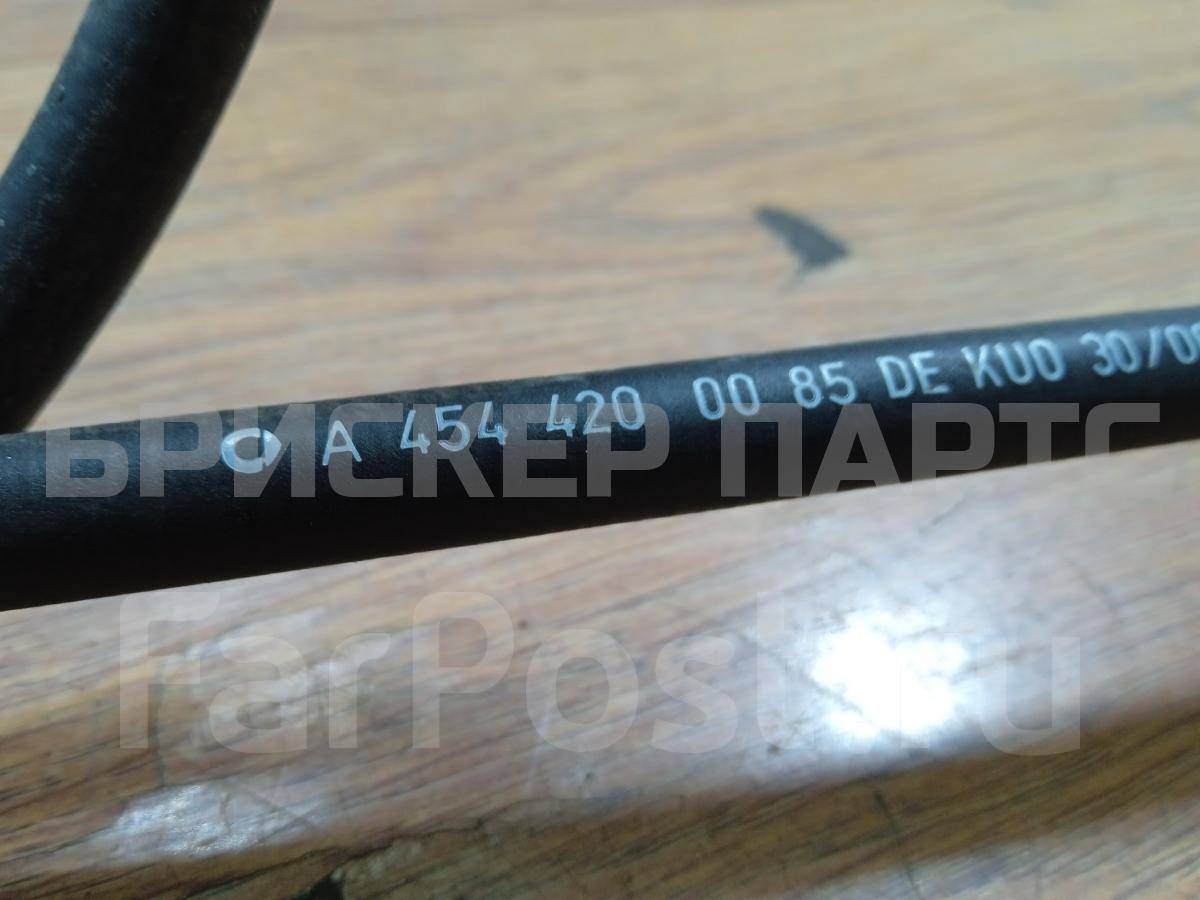 A 454 420 00 85 DE KUO 30/0
БРИСКЕР ПАРТС
FarPost.ru